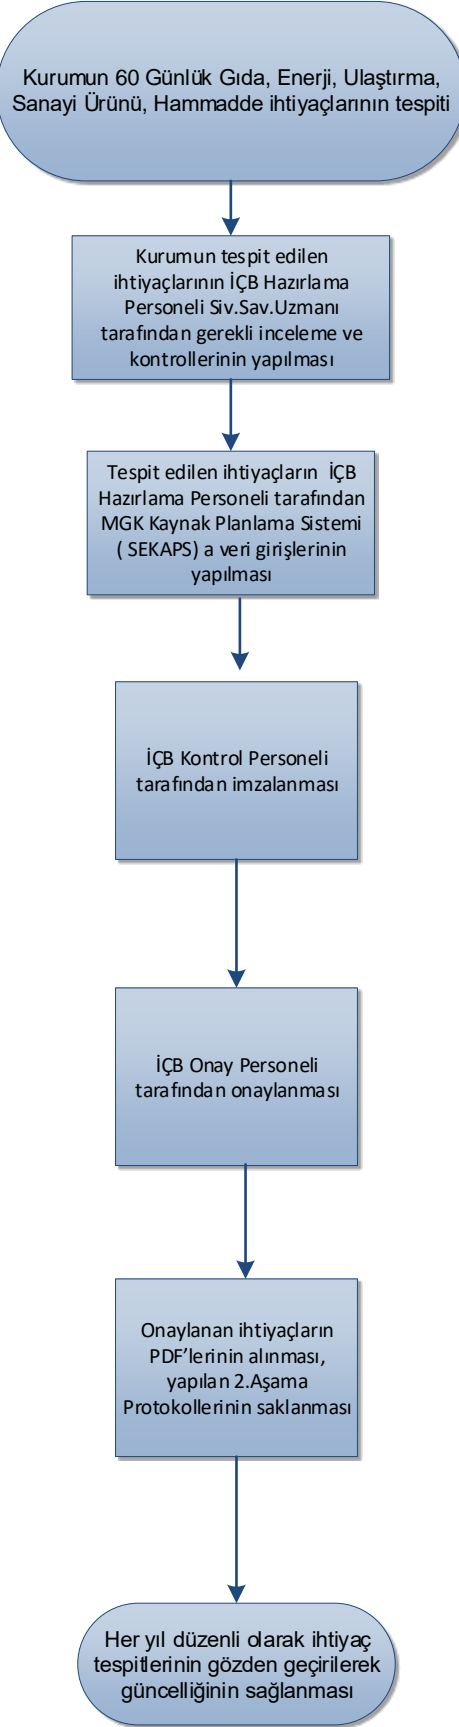 Kurumun 60 Günlük Gıda, Enerji, Ulaştırma,
Sanayi Ürünü, Hammadde ihtiyaçlarının tespiti
Kurumun tespit edilen
ihtiyaçlarının İÇB Hazırlama
Personeli Siv.Sav.Uzmanı
tarafından gerekli inceleme ve
kontrollerinin yapılması
Tespit edilen ihtiyaçların İÇB
Hazırlama Personeli tarafından
MGK Kaynak Planlama Sistemi
( SEKAPS) a veri girişlerinin
yapılması
İÇB Kontrol Personeli
tarafından imzalanması
İÇB Onay Personeli
tarafından onaylanması
Onaylanan ihtiyaçların
PDF’lerinin alınması,
yapılan 2.Aşama
Protokollerinin saklanması
Her yıl düzenli olarak ihtiyaç
tespitlerinin gözden geçirilerek
güncelliğinin sağlanması